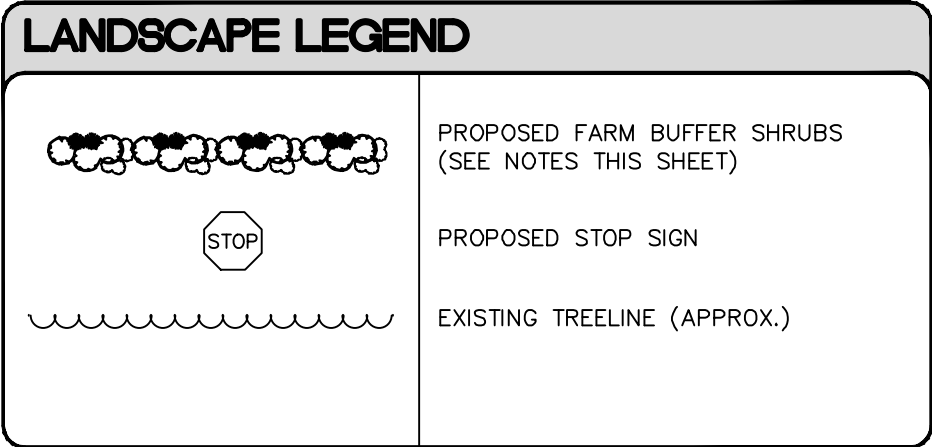 LANDSCAPE LEGEND
PROPOSED FARM BUFFER SHRUBS
(SEE NOTES THIS SHEET)
STOP
PROPOSED STOP SIGN
EXISTING TREELINE (APPROX.)